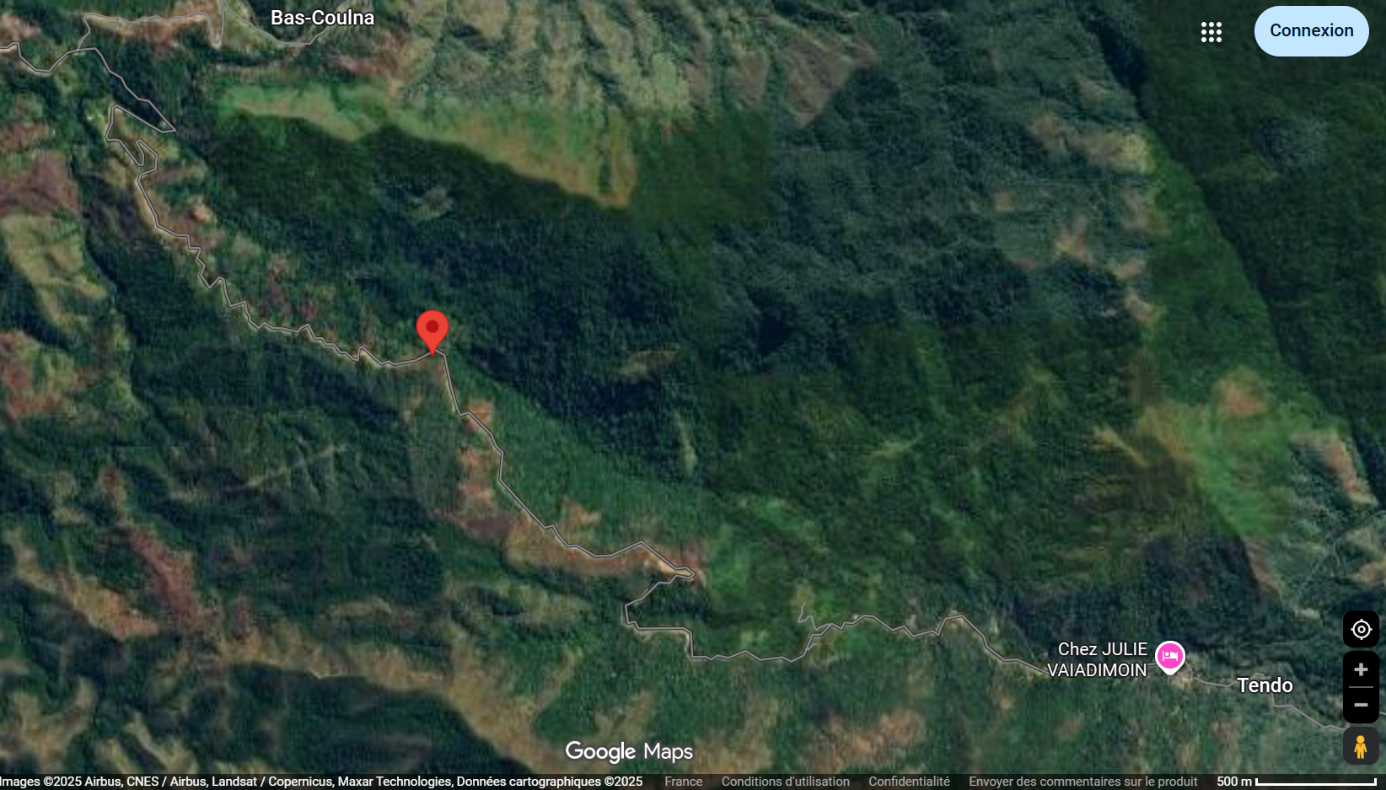 Bas-Coulna
Connexion
Chez JULIE
VAIADIMOIN
Tendo
Google Maps
Images ©2025 Airbus, CNES / Airbus, Landsat / Copernicus, Maxar Technologies, Données cartographiques ©2025 France Conditions d'utilisation Confidentialité Envoyer des commentaires sur le produit 500 m